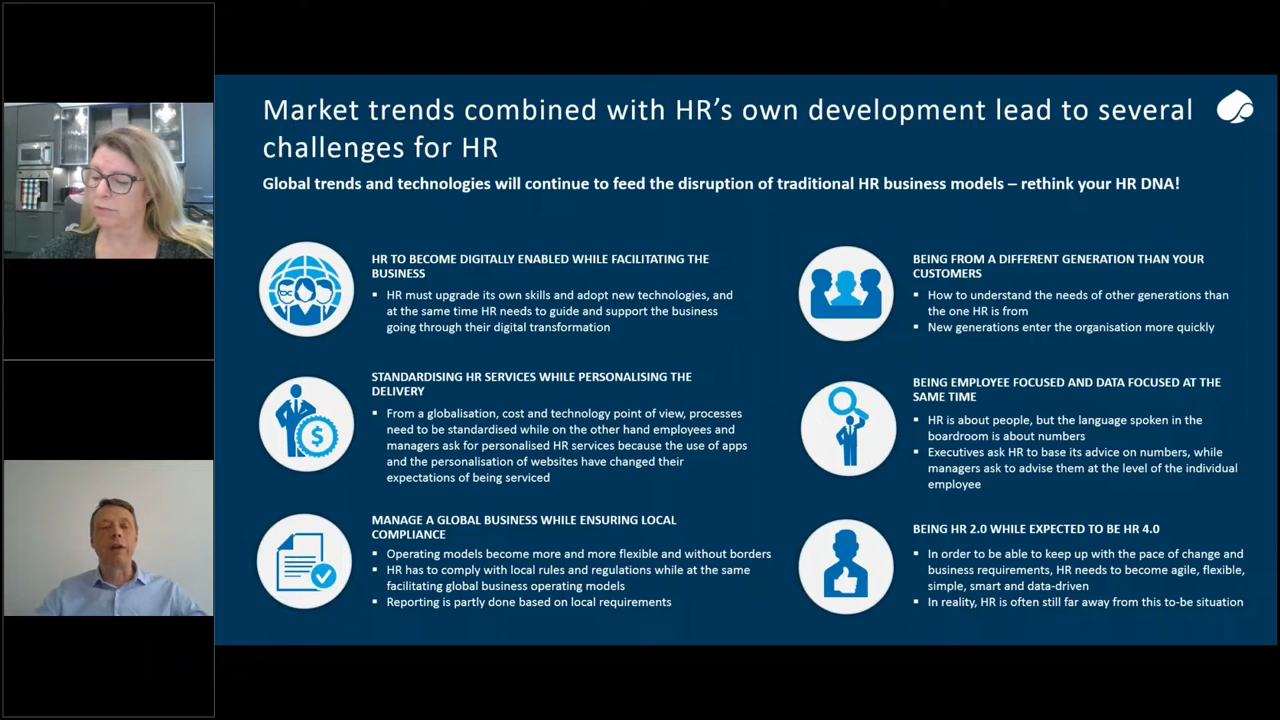 Market trends combined with HR's own development lead to several
challenges for HR
Global trends and technologies will continue to feed the disruption of traditional HR business models – rethink your HR DNA!
HR TO BECOME DIGITALLY ENABLED WHILE FACILITATING THE
BUSINESS
▪ HR must upgrade its own skills and adopt new technologies, and
at the same time HR needs to guide and support the business
going through their digital transformation
STANDARDISING HR SERVICES WHILE PERSONALISING THE
DELIVERY
▪ From a globalisation, cost and technology point of view, processes
need to be standardised while on the other hand employees and
managers ask for personalised HR services because the use of apps
and the personalisation of websites have changed their
expectations of being serviced
$
MANAGE A GLOBAL BUSINESS WHILE ENSURING LOCAL
COMPLIANCE
▪ Operating models become more and more flexible and without borders
▪ HR has to comply with local rules and regulations while at the same
facilitating global business operating models
▪ Reporting is partly done based on local requirements
BEING FROM A DIFFERENT GENERATION THAN YOUR
CUSTOMERS
▪ How to understand the needs of other generations than
the one HR is from
▪ New generations enter the organisation more quickly
BEING EMPLOYEE FOCUSED AND DATA FOCUSED AT THE
SAME TIME
▪ HR is about people, but the language spoken in the
boardroom is about numbers
▪ Executives ask HR to base its advice on numbers, while
managers ask to advise them at the level of the individual
employee
BEING HR 2.0 WHILE EXPECTED TO BE HR 4.0
▪ In order to be able to keep up with the pace of change and
business requirements, HR needs to become agile, flexible,
simple, smart and data-driven
▪ In reality, HR is often still far away from this to-be situation